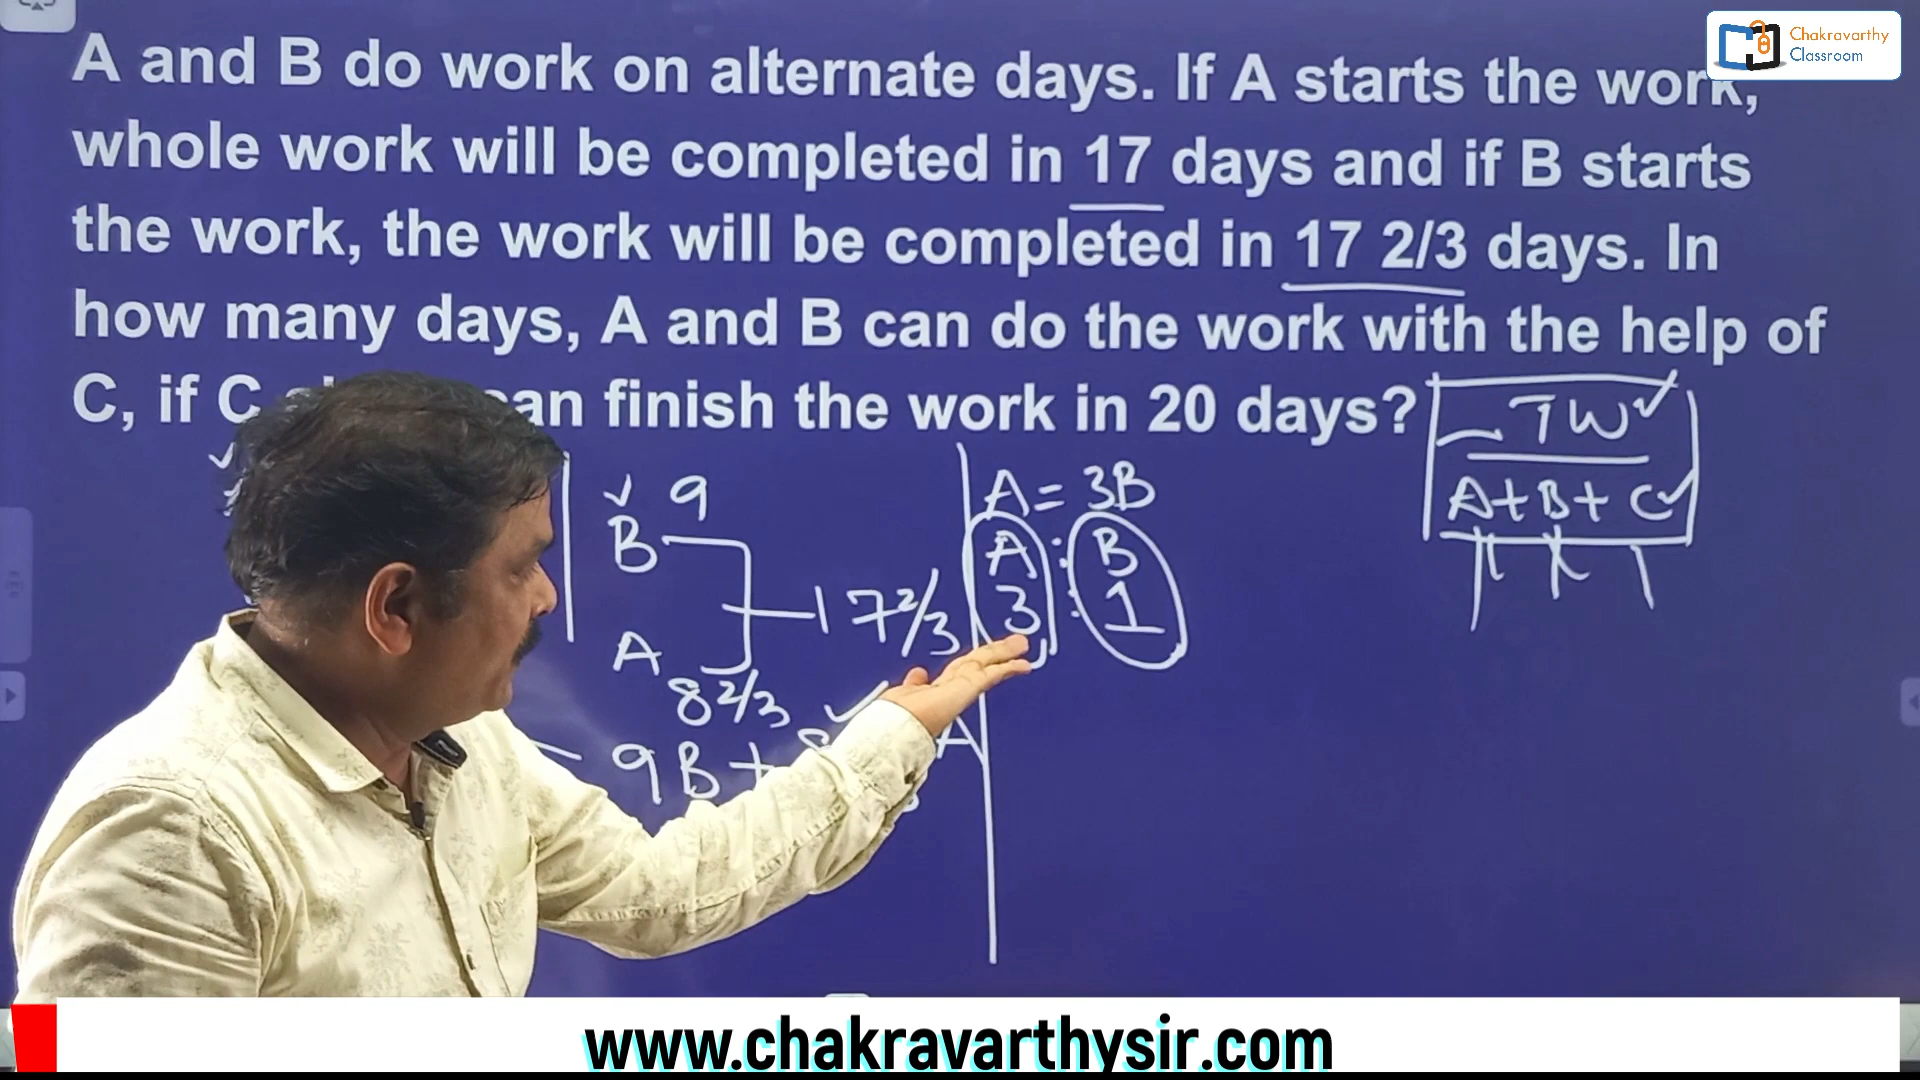 Chakravarthy
Classroom
A and B do work on alternate days. If A starts the work,
whole work will be completed in 17 days and if B starts
the work, the work will be completed in 17 2/3 days. In
how many days, A and B can do the work with the help of
C, if C can finish the work in 20 days?
TW
A+B+C
9
B
17 2/3
A
8 2/3
9B+ 8 A
A = 3B
A : B
3 : 1
www.chakravarthysir.com